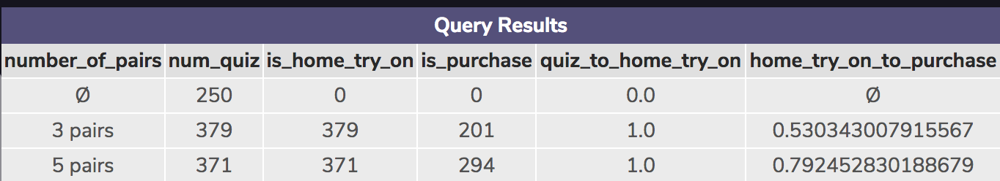 Query Results
number_of_pairs num_quiz is_home_try_on is_purchase quiz_to_home_try_on home_try_on_to_purchase
Ø 250 0 0 0.0 Ø
3 pairs 379 379 201 1.0 0.530343007915567
5 pairs 371 371 294 1.0 0.792452830188679